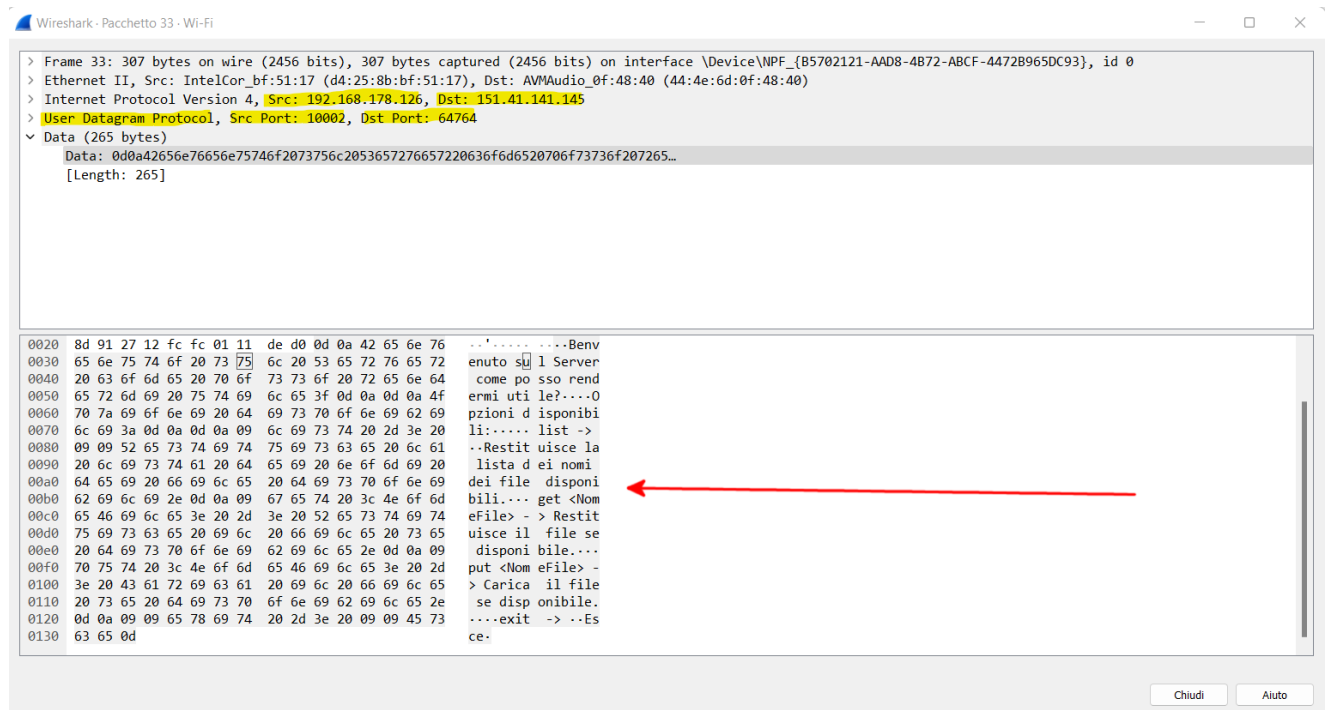 Wireshark · Pacchetto 33 · Wi-Fi
> Frame 33: 307 bytes on wire (2456 bits), 307 bytes captured (2456 bits) on interface \Device\NPF_{B5702121-AAD8-4B72-ABCF-4472B965DC93}, id 0
> Ethernet II, Src: IntelCor_bf:51:17 (d4:25:8b:bf:51:17), Dst: AVMAudio_0f:48:40 (44:4e:6d:0f:48:40)
> Internet Protocol Version 4, Src: 192.168.178.126, Dst: 151.41.141.145
> User Datagram Protocol, Src Port: 10002, Dst Port: 64764
Data (265 bytes)
Data: 0d0a42656e76656e75746f2073756c205365727665722063​6f6d6520706f73736f207265…
[Length: 265]
0020 8d 91 27 12 fc fc 01 11 de d0 0d 0a 42 65 6e 76 ··'····· ····Benv
0030 65 6e 75 74 6f 20 73 75 6c 20 53 65 72 76 65 72 enuto su l Server
0040 20 63 6f 6d 65 20 70 6f 73 73 6f 20 72 65 6e 64 come po sso rend
0050 65 72 6d 69 20 75 74 69 6c 65 3f 0d 0a 0d 0a 4f ermi uti le?····O
0060 70 7a 69 6f 6e 69 20 64 69 73 70 6f 6e 69 62 69 pzioni d isponibi
0070 6c 69 3a 0d 0a 0d 0a 09 6c 69 73 74 20 2d 3e 20 li:····· list ->
0080 09 09 52 65 73 74 69 74 75 69 73 63 65 20 6c 61 ··Restit uisce la
0090 20 6c 69 73 74 61 20 64 65 69 20 6e 6f 6d 69 20 lista d ei nomi
00a0 64 65 69 20 66 69 6c 65 20 64 69 73 70 6f 6e 69 dei file disponi
00b0 62 69 6c 69 2e 0d 0a 09 67 65 74 20 3c 4e 6f 6d bili.··· get <Nom
00c0 65 46 69 6c 65 3e 20 2d 3e 20 52 65 73 74 69 74 eFile> - > Restit
00d0 75 69 73 63 65 20 69 6c 20 66 69 6c 65 20 73 65 uisce il file se
00e0 20 64 69 73 70 6f 6e 69 62 69 6c 65 2e 0d 0a 09 disponi bile.···
00f0 70 75 74 20 3c 4e 6f 6d 65 46 69 6c 65 3e 20 2d put <Nom eFile> -
0100 3e 20 43 61 72 69 63 61 20 69 6c 20 66 69 6c 65 > Carica il file
0110 20 73 65 20 64 69 73 70 6f 6e 69 62 69 6c 65 2e se disp onibile.
0120 0d 0a 09 09 65 78 69 74 20 2d 3e 20 09 09 45 73 ····exit -> ··Es
0130 63 65 0d ce·
Chiudi Aiuto